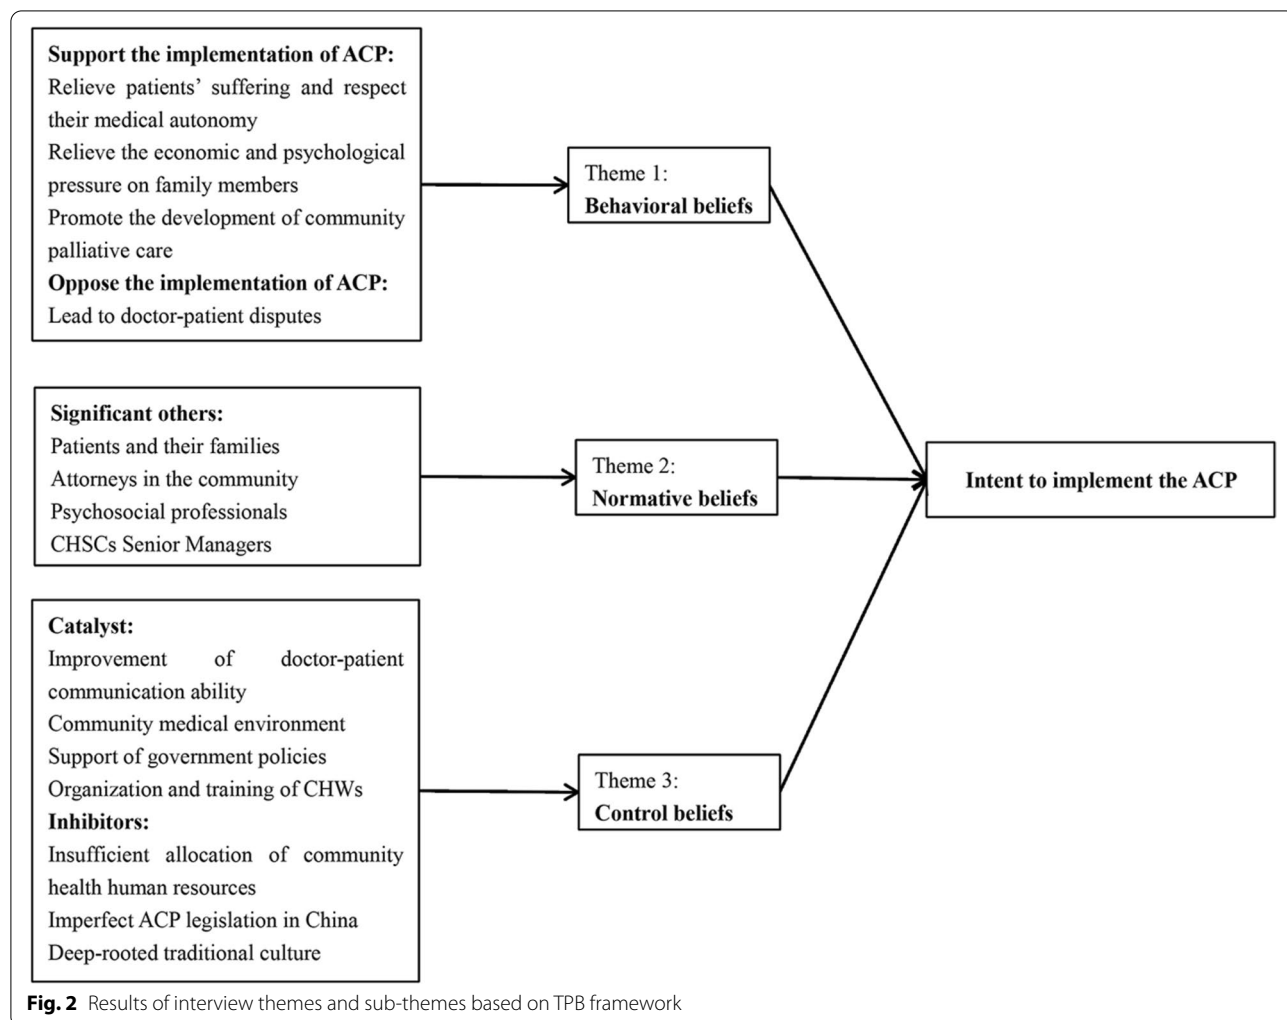 Support the implementation of ACP:
Relieve patients’ suffering and respect
their medical autonomy
Relieve the economic and psychological
pressure on family members
Promote the development of community
palliative care
Oppose the implementation of ACP:
Lead to doctor-patient disputes
Theme 1:
Behavioral beliefs
Significant others:
Patients and their families
Attorneys in the community
Psychosocial professionals
CHSCs Senior Managers
Theme 2:
Normative beliefs
Intent to implement the ACP
Catalyst:
Improvement of doctor-patient
communication ability
Community medical environment
Support of government policies
Organization and training of CHWs
Inhibitors:
Insufficient allocation of community
health human resources
Imperfect ACP legislation in China
Deep-rooted traditional culture
Theme 3:
Control beliefs
Fig. 2 Results of interview themes and sub-themes based on TPB framework